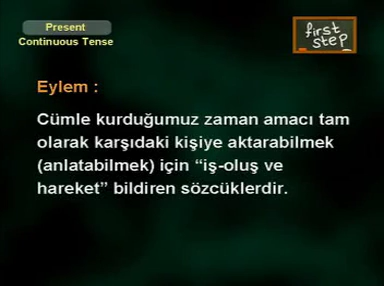 Present
Continuous Tense
first
step
Eylem :
Cümle kurduğumuz zaman amacı tam
olarak karşıdaki kişiye aktarabilmek
(anlatabilmek) için “iş-oluş ve
hareket” bildiren sözcüklerdir.